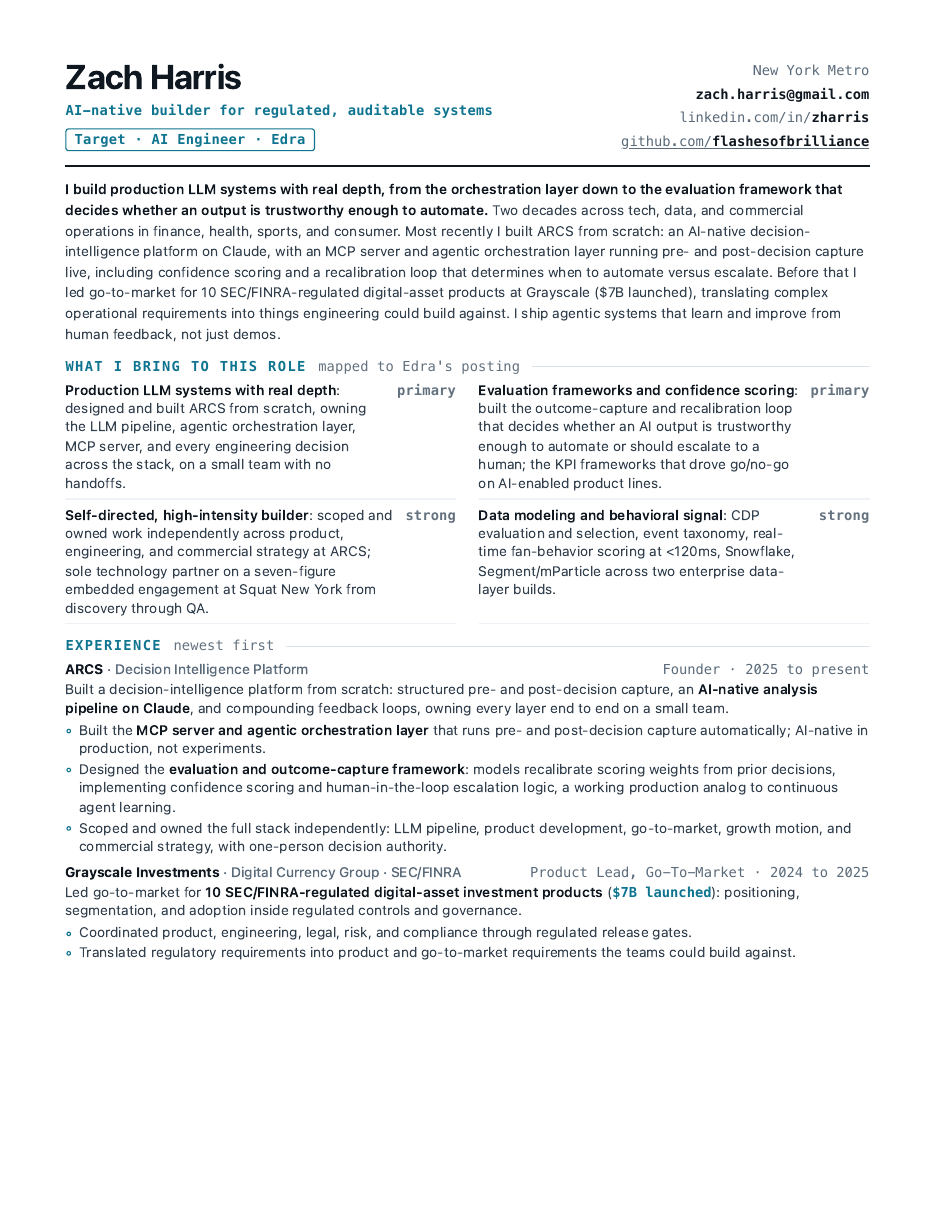 Zach Harris
AI–native builder for regulated, auditable systems
Target · AI Engineer · Edra
New York Metro
zach.harris@gmail.com
linkedin.com/in/zharris
github.com/flashesofbrilliance
I build production LLM systems with real depth, from the orchestration layer down to the evaluation framework that
decides whether an output is trustworthy enough to automate. Two decades across tech, data, and commercial
operations in finance, health, sports, and consumer. Most recently I built ARCS from scratch: an AI-native decision-
intelligence platform on Claude, with an MCP server and agentic orchestration layer running pre- and post-decision capture
live, including confidence scoring and a recalibration loop that determines when to automate versus escalate. Before that I
led go-to-market for 10 SEC/FINRA-regulated digital-asset products at Grayscale ($7B launched), translating complex
operational requirements into things engineering could build against. I ship agentic systems that learn and improve from
human feedback, not just demos.
WHAT I BRING TO THIS ROLE mapped to Edra's posting
Production LLM systems with real depth: primary
designed and built ARCS from scratch, owning
the LLM pipeline, agentic orchestration layer,
MCP server, and every engineering decision
across the stack, on a small team with no
handoffs.
Evaluation frameworks and confidence scoring: primary
built the outcome-capture and recalibration loop
that decides whether an AI output is trustworthy
enough to automate or should escalate to a
human; the KPI frameworks that drove go/no-go
on AI-enabled product lines.
Self-directed, high-intensity builder: scoped and strong
owned work independently across product,
engineering, and commercial strategy at ARCS;
sole technology partner on a seven-figure
embedded engagement at Squat New York from
discovery through QA.
Data modeling and behavioral signal: CDP strong
evaluation and selection, event taxonomy, real-
time fan-behavior scoring at <120ms, Snowflake,
Segment/mParticle across two enterprise data-
layer builds.
EXPERIENCE newest first
ARCS · Decision Intelligence Platform Founder · 2025 to present
Built a decision-intelligence platform from scratch: structured pre- and post-decision capture, an AI-native analysis
pipeline on Claude, and compounding feedback loops, owning every layer end to end on a small team.
Built the MCP server and agentic orchestration layer that runs pre- and post-decision capture automatically; AI-native in
production, not experiments.
Designed the evaluation and outcome-capture framework: models recalibrate scoring weights from prior decisions,
implementing confidence scoring and human-in-the-loop escalation logic, a working production analog to continuous
agent learning.
Scoped and owned the full stack independently: LLM pipeline, product development, go-to-market, growth motion, and
commercial strategy, with one-person decision authority.
Grayscale Investments · Digital Currency Group · SEC/FINRA Product Lead, Go–To–Market · 2024 to 2025
Led go-to-market for 10 SEC/FINRA-regulated digital-asset investment products ($7B launched): positioning,
segmentation, and adoption inside regulated controls and governance.
Coordinated product, engineering, legal, risk, and compliance through regulated release gates.
Translated regulatory requirements into product and go-to-market requirements the teams could build against.